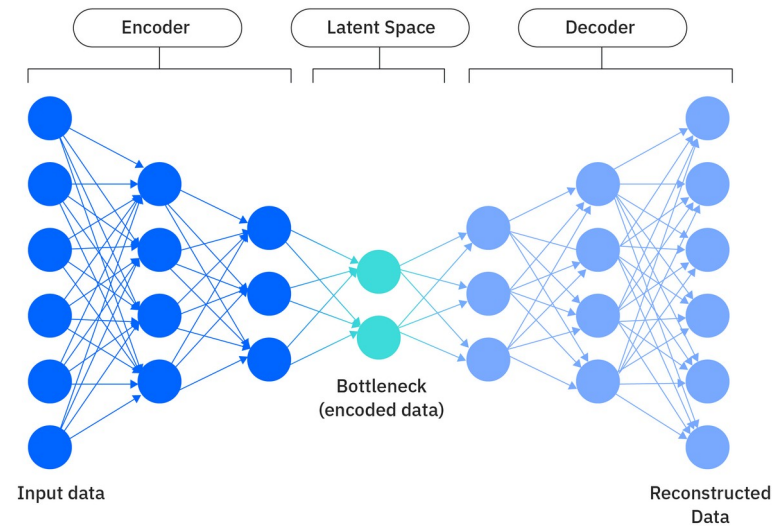 Encoder
Latent Space
Decoder
Bottleneck
(encoded data)
Input data
Reconstructed
Data